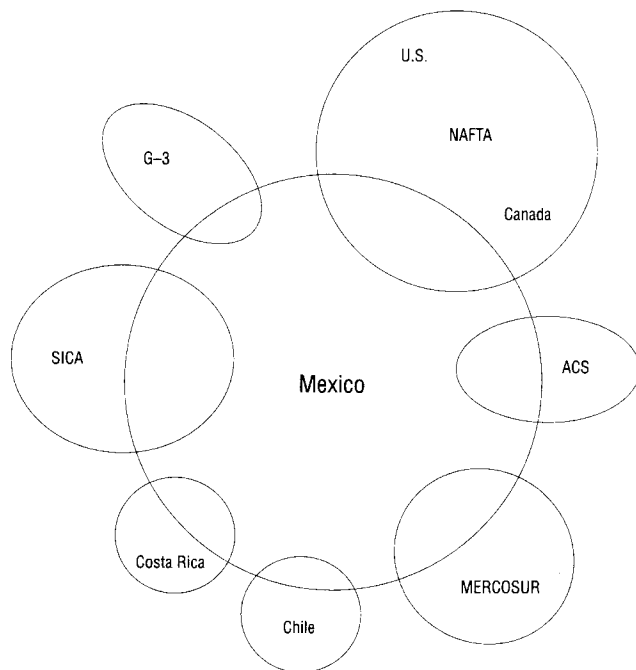 U.S.
NAFTA
G–3
Canada
SICA
ACS
Mexico
Costa Rica
MERCOSUR
Chile